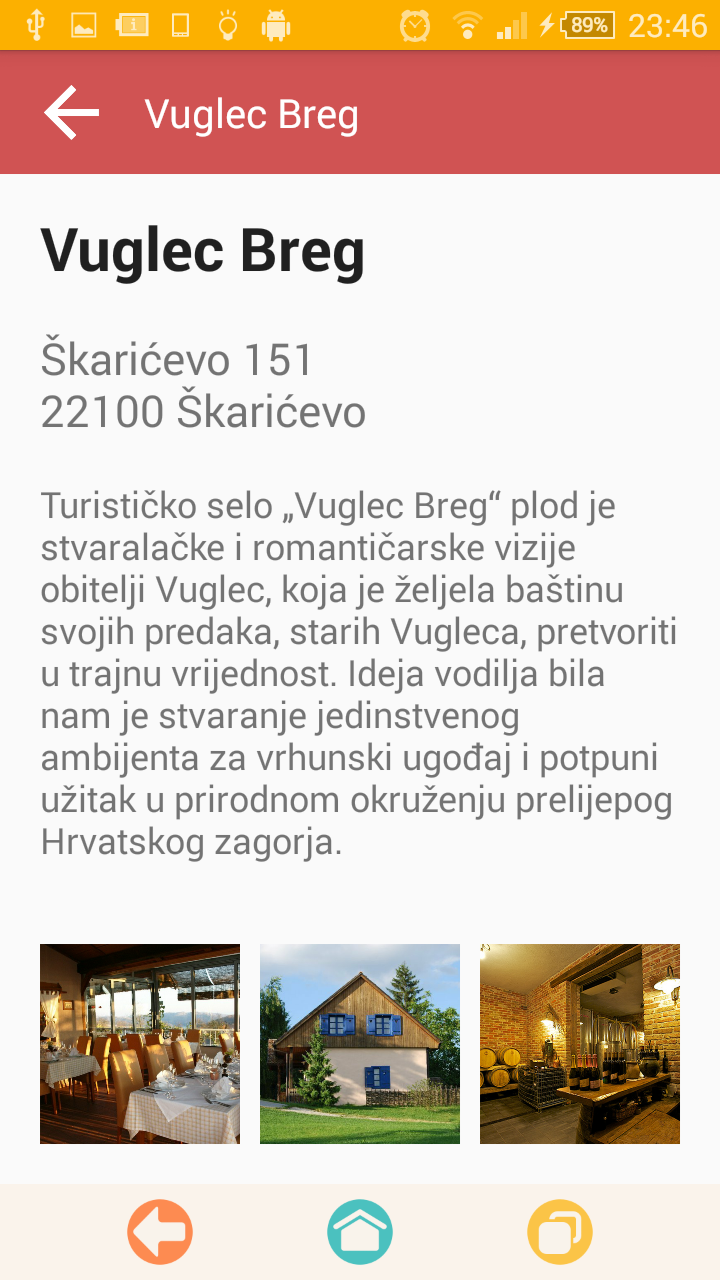 89% 23:46
Vuglec Breg
Vuglec Breg
Škarićevo 151
22100 Škarićevo
Turističko selo „Vuglec Breg“ plod je
stvaralačke i romantičarske vizije
obitelji Vuglec, koja je željela baštinu
svojih predaka, starih Vugleca, pretvoriti
u trajnu vrijednost. Ideja vodilja bila
nam je stvaranje jedinstvenog
ambijenta za vrhunski ugođaj i potpuni
užitak u prirodnom okruženju prelijepog
Hrvatskog zagorja.